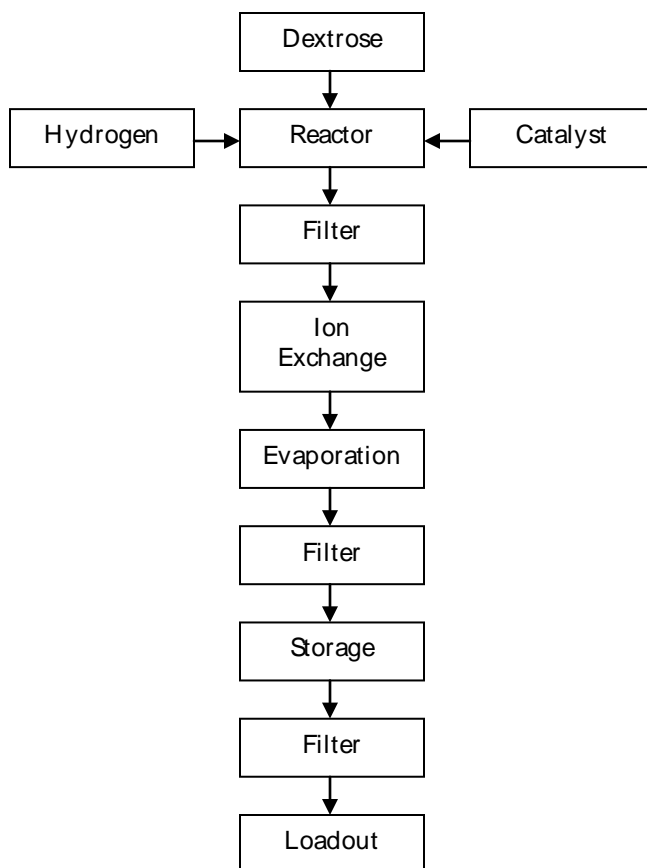 Dextrose
Hydrogen
Reactor
Catalyst
Filter
Ion
Exchange
Evaporation
Filter
Storage
Filter
Loadout